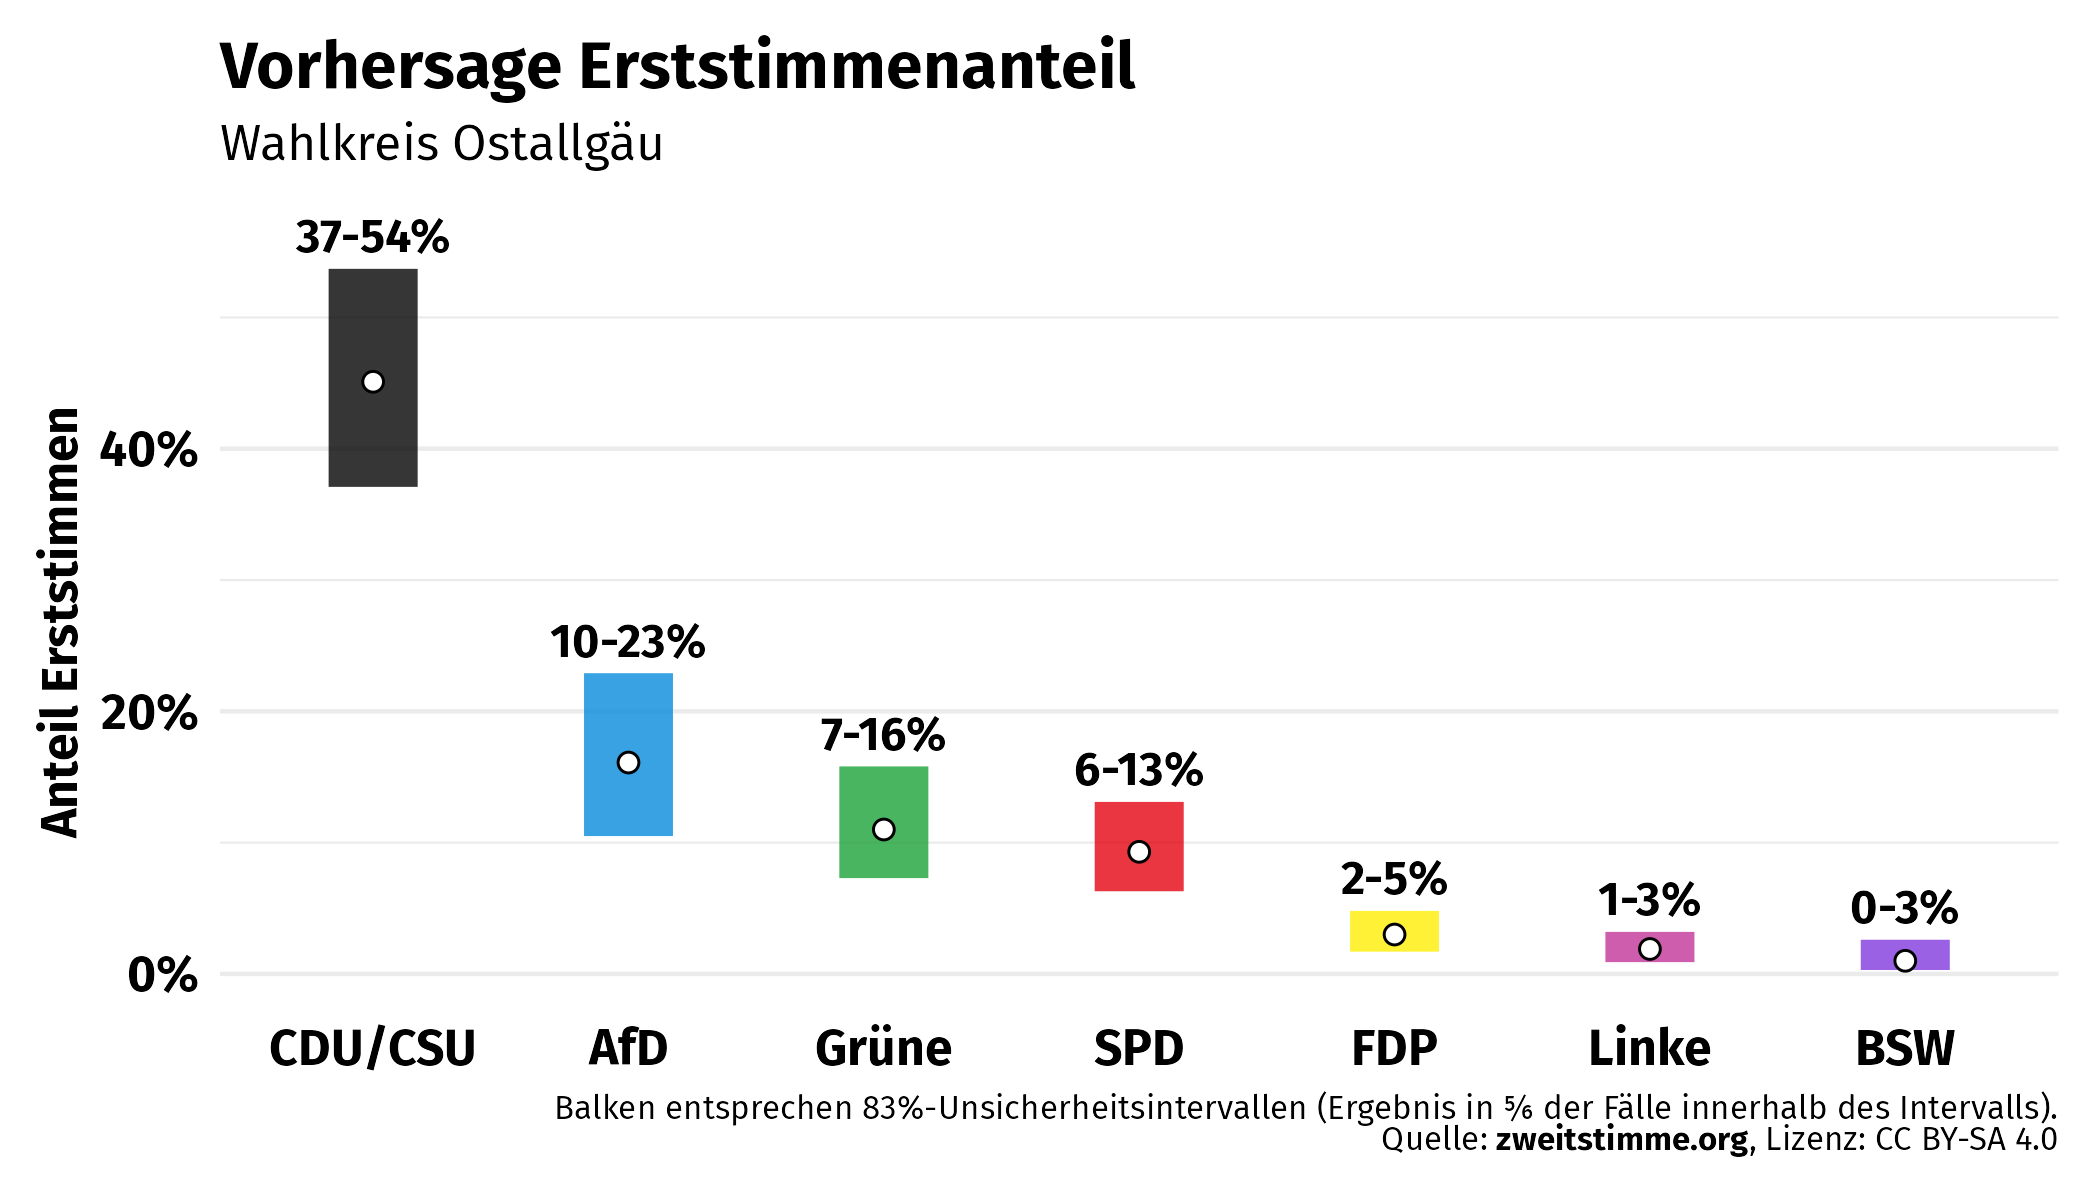 Vorhersage Erststimmenanteil
Wahlkreis Ostallgäu
37-54%
40%
10-23%
20%
7-16%
6-13%
2-5%
1-3%
0-3%
0%
Anteil Erststimmen
CDU/CSU AfD Grüne SPD FDP Linke BSW
Balken entsprechen 83%-Unsicherheitsintervallen (Ergebnis in ⅚ der Fälle innerhalb des Intervalls).
Quelle: zweitstimme.org, Lizenz: CC BY-SA 4.0